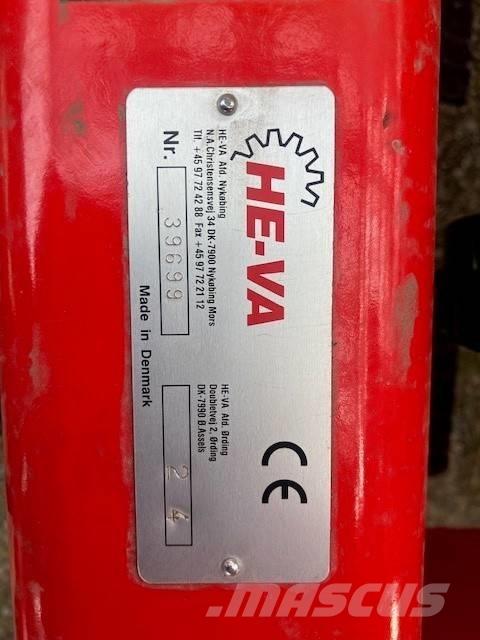 HE-VA
HE-VA Afd. Nykøbing
N.A.Christensensvej 34 DK-7900 Nykøbing Mors
Tlf. +45 97 72 42 88 Fax +45 97 72 21 12
HE-VA Afd. Ørding
Doubletvej 2, Ørding
DK-7990 Ø.Assels
CE
Nr. 39699 24
Made in Denmark
MASCUS